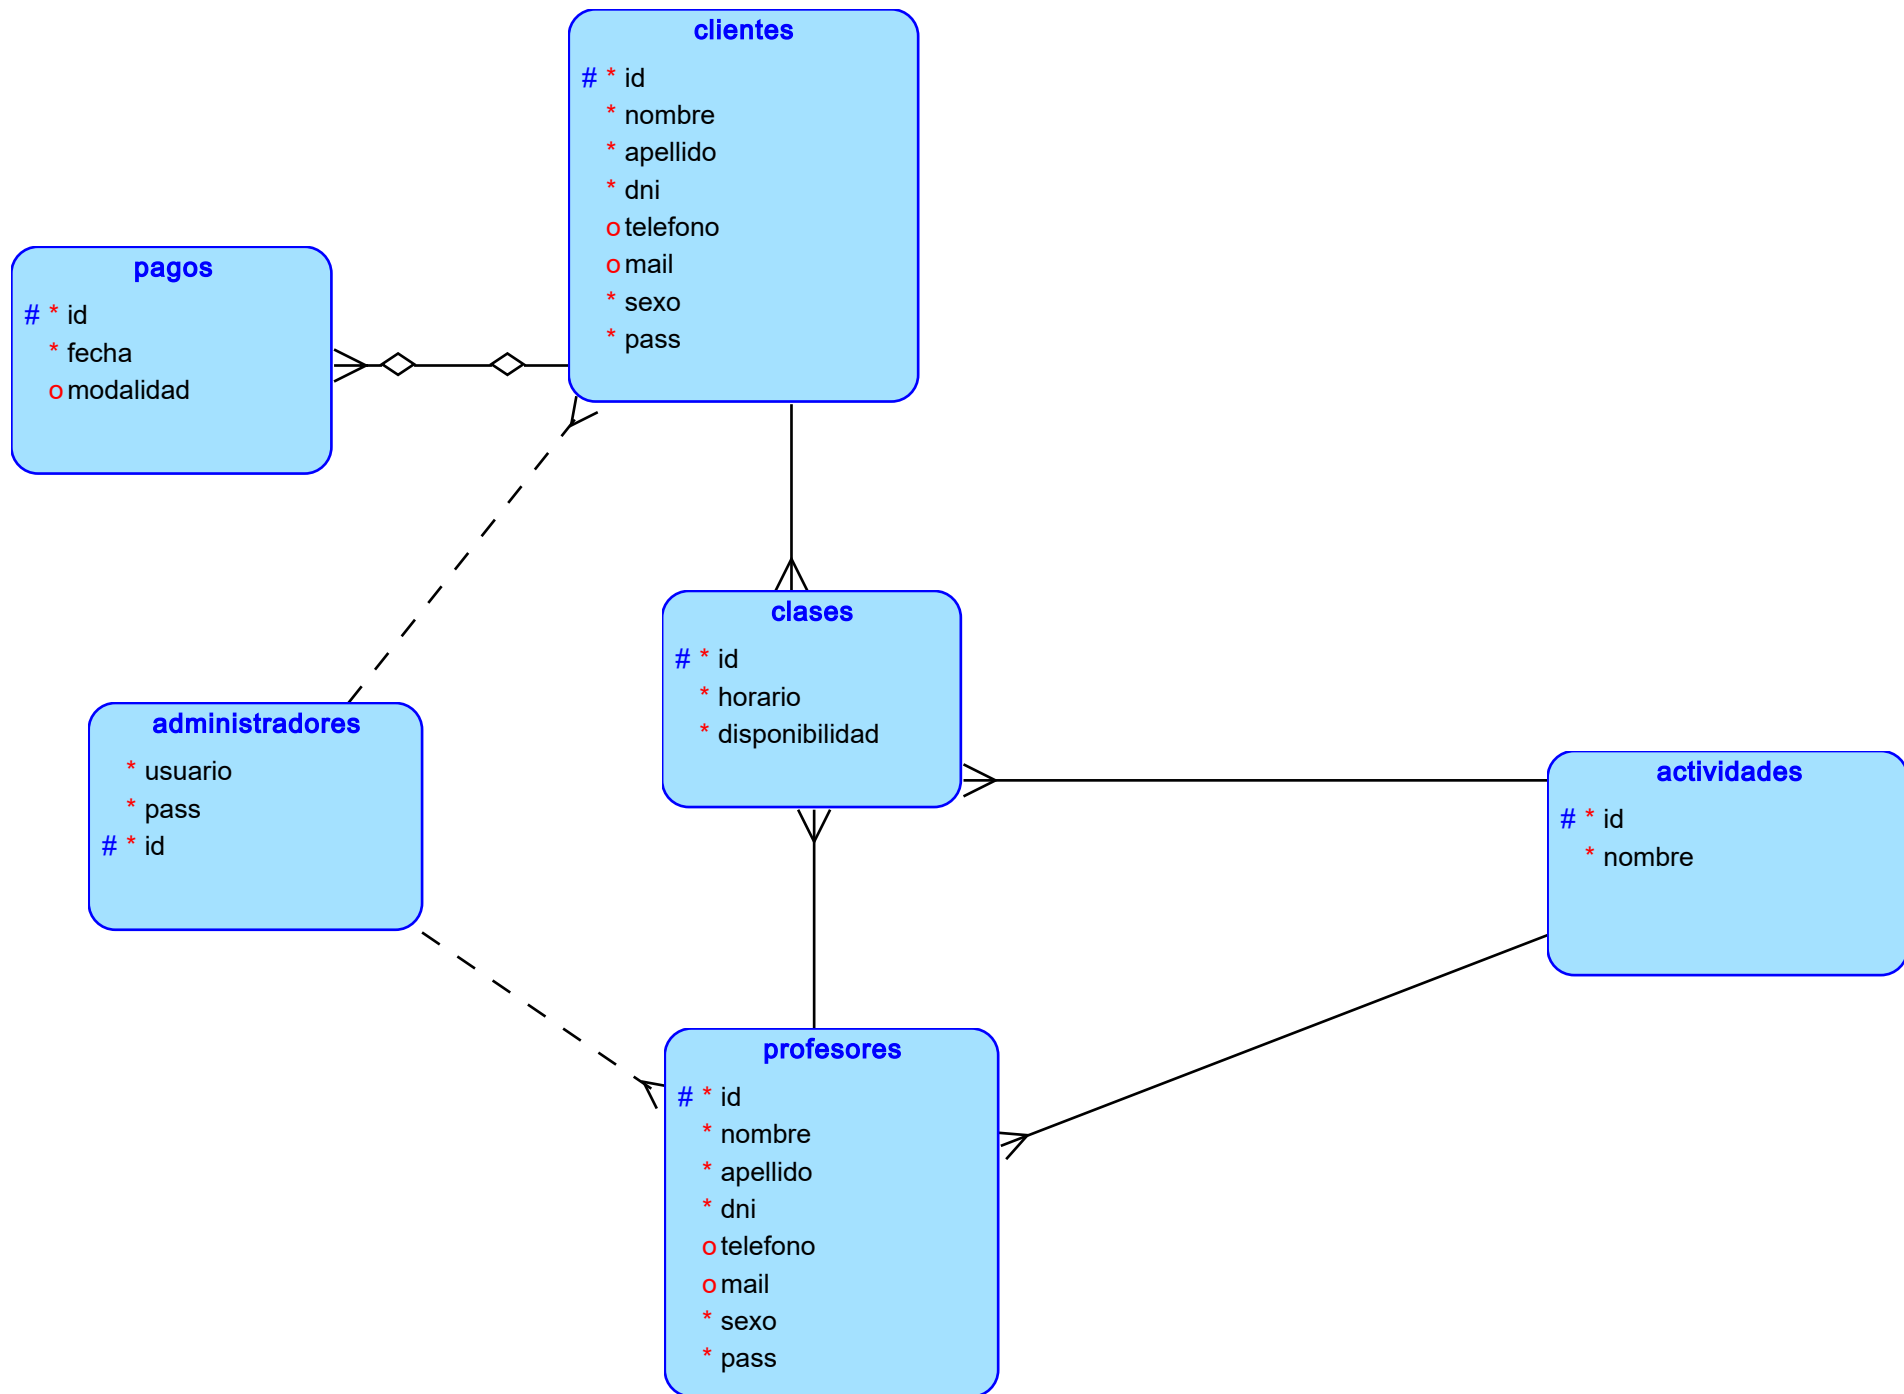 clientes
# * id
* nombre
* apellido
* dni
o telefono
o mail
* sexo
* pass
pagos
# * id
* fecha
o modalidad
clases
# * id
* horario
* disponibilidad
administradores
* usuario
* pass
# * id
actividades
# * id
* nombre
profesores
# * id
* nombre
* apellido
* dni
o telefono
o mail
* sexo
* pass